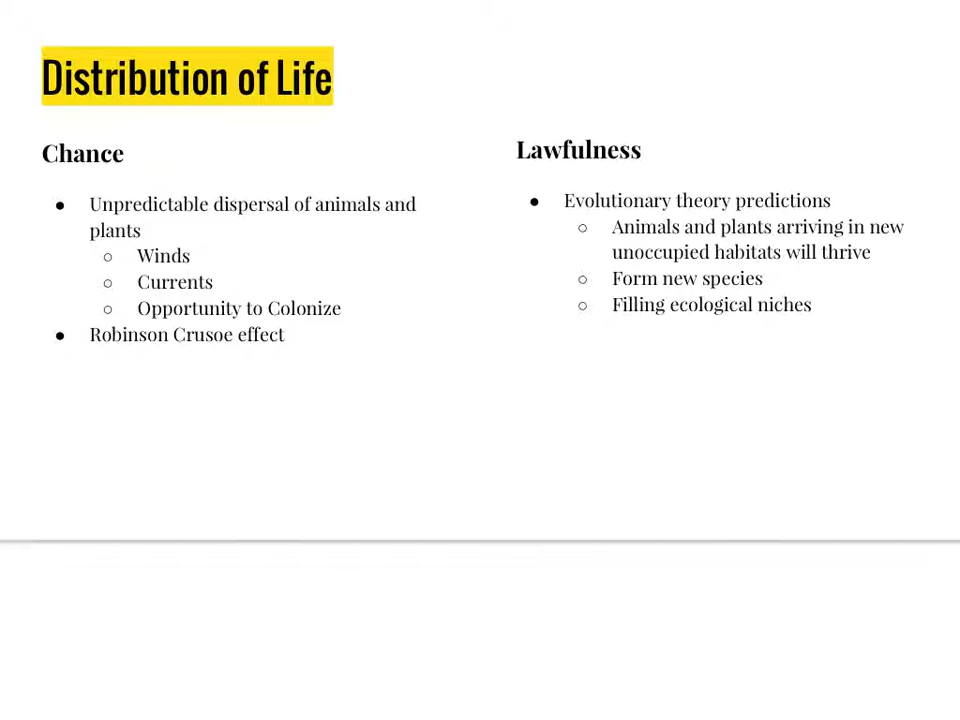 Distribution of Life
Chance
● Unpredictable dispersal of animals and
plants
○ Winds
○ Currents
○ Opportunity to Colonize
● Robinson Crusoe effect
Lawfulness
● Evolutionary theory predictions
○ Animals and plants arriving in new
unoccupied habitats will thrive
○ Form new species
○ Filling ecological niches